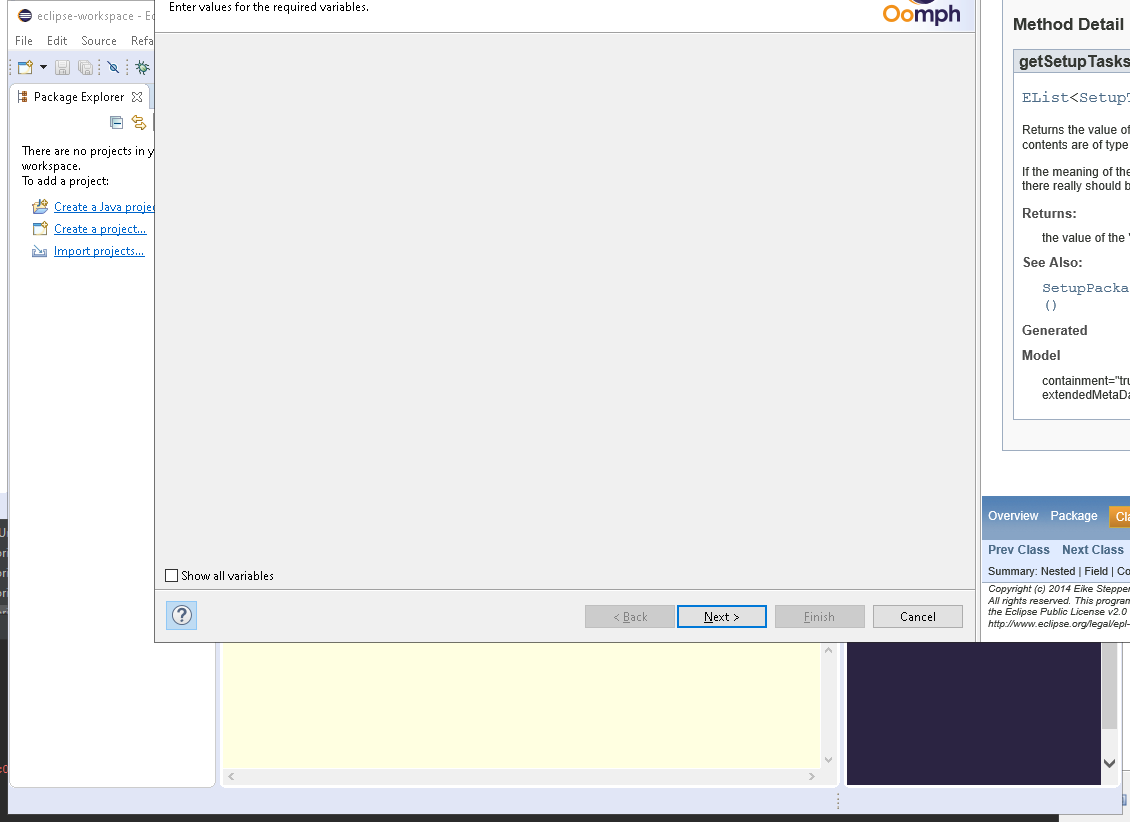 eclipse-workspace - Ec
File Edit Source Refa
Package Explorer
There are no projects in y
workspace.
To add a project:
Create a Java projec
Create a project...
Import projects...
Enter values for the required variables.
Oomph
Show all variables
?
< Back Next > Finish Cancel
Method Detail
getSetupTasks
EList<SetupT
Returns the value of
contents are of type
If the meaning of the
there really should b
Returns:
the value of the '
See Also:
SetupPacka
()
Generated
Model
containment="tru
extendedMetaDa
Overview Package Cla
Prev Class Next Class
Summary: Nested | Field | Co
Copyright (c) 2014 Eike Stepper
All rights reserved. This program
the Eclipse Public License v2.0
http://www.eclipse.org/legal/epl-